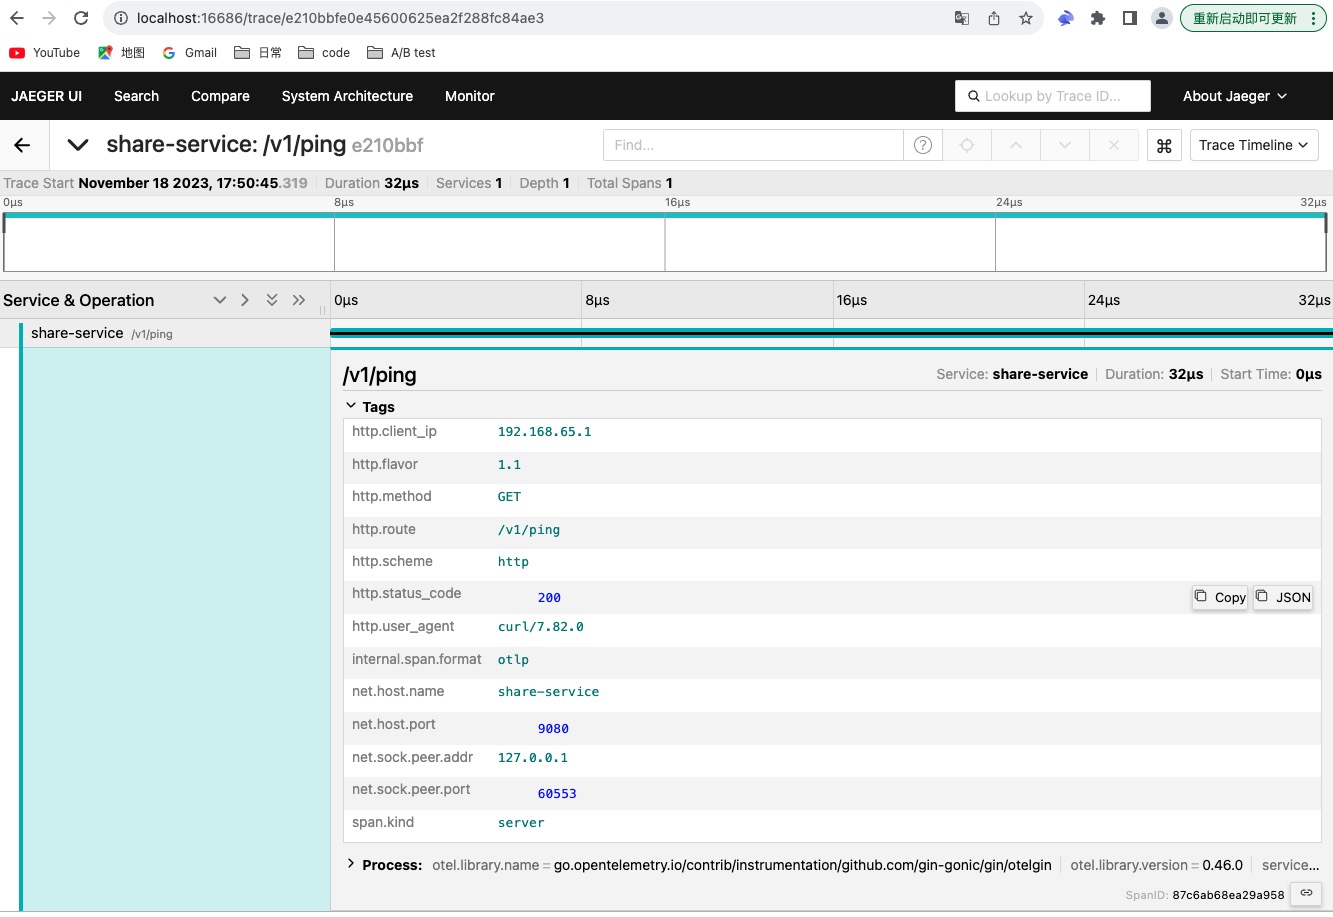 localhost:16686/trace/e210bbfe0e45600625ea2f288fc84ae3 重新启动即可更新
YouTube 地图 Gmail 日常 code A/B test
JAEGER UI Search Compare System Architecture Monitor Lookup by Trace ID... About Jaeger
share-service: /v1/ping e210bbf Find... Trace Timeline
Trace Start November 18 2023, 17:50:45.319 Duration 32μs Services 1 Depth 1 Total Spans 1
0μs 8μs 16μs 24μs 32μs
Service & Operation 0μs 8μs 16μs 24μs 32μs
share-service /v1/ping
/v1/ping Service: share-service Duration: 32μs Start Time: 0μs
Tags
http.client_ip 192.168.65.1
http.flavor 1.1
http.method GET
http.route /v1/ping
http.scheme http
http.status_code 200 Copy JSON
http.user_agent curl/7.82.0
internal.span.format otlp
net.host.name share-service
net.host.port 9080
net.sock.peer.addr 127.0.0.1
net.sock.peer.port 60553
span.kind server
Process: otel.library.name = go.opentelemetry.io/contrib/instrumentation/github.com/gin-gonic/gin/otelgin otel.library.version = 0.46.0 service...
SpanID: 87c6ab68ea29a958